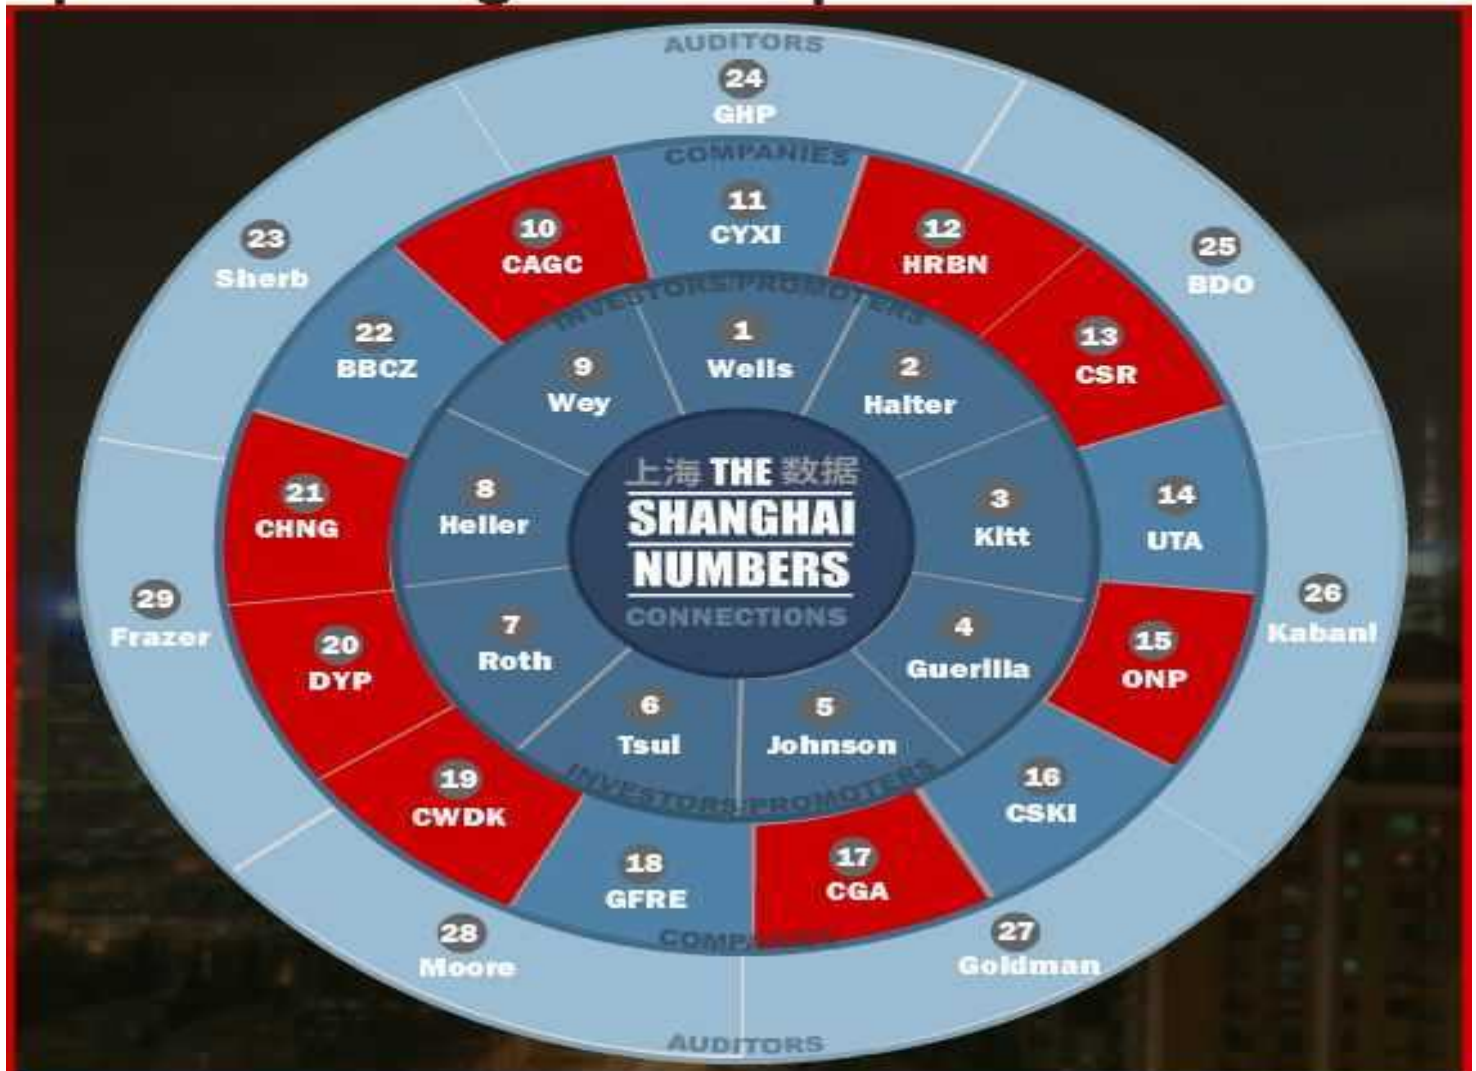 AUDITORS
24
GHP
COMPANIES
10
CAGC
11
CYXI
12
HRBN
23
Sherb
25
BDO
INVESTORS/PROMOTERS
22
BBCZ
9
Wey
1
Wells
2
Halter
13
CSR
上海 THE 数据
SHANGHAI
NUMBERS
CONNECTIONS
21
CHNG
8
Heller
3
Kitt
14
UTA
29
Frazer
20
DYP
7
Roth
4
Guerilla
15
ONP
26
Kabani
6
Tsui
5
Johnson
INVESTORS/PROMOTERS
19
CWDK
16
CSKI
18
GFRE
17
CGA
COMPANIES
28
Moore
27
Goldman
AUDITORS